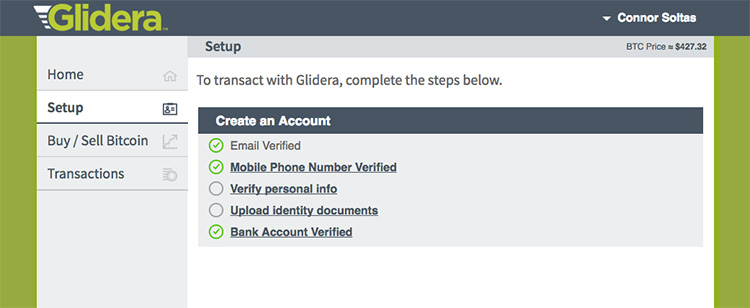 Glidera
Connor Soltas
Setup
BTC Price ≈ $427.32
Home
Setup
Buy / Sell Bitcoin
Transactions
To transact with Glidera, complete the steps below.
Create an Account
Email Verified
Mobile Phone Number Verified
Verify personal info
Upload identity documents
Bank Account Verified